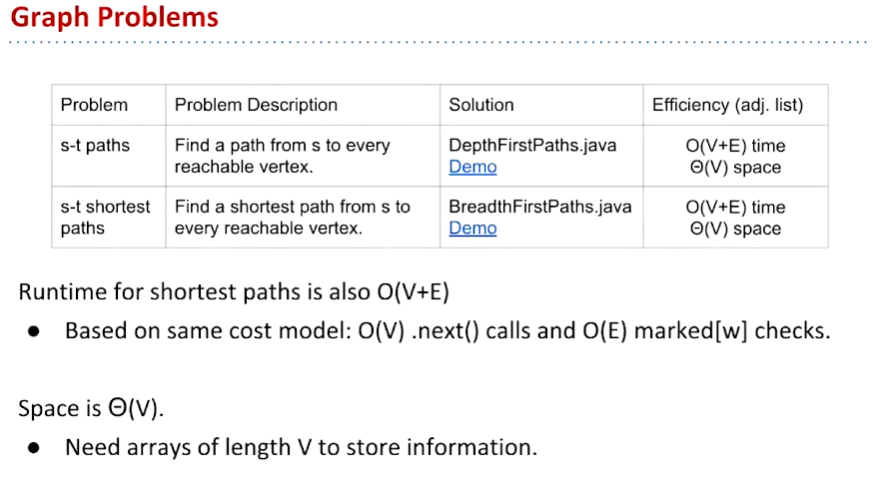 Graph Problems
Problem Problem Description Solution Efficiency (adj. list)
s-t paths Find a path from s to every reachable vertex. DepthFirstPaths.java Demo O(V+E) time Θ(V) space
s-t shortest paths Find a shortest path from s to every reachable vertex. BreadthFirstPaths.java Demo O(V+E) time Θ(V) space
Runtime for shortest paths is also O(V+E)
● Based on same cost model: O(V) .next() calls and O(E) marked[w] checks.
Space is Θ(V).
● Need arrays of length V to store information.